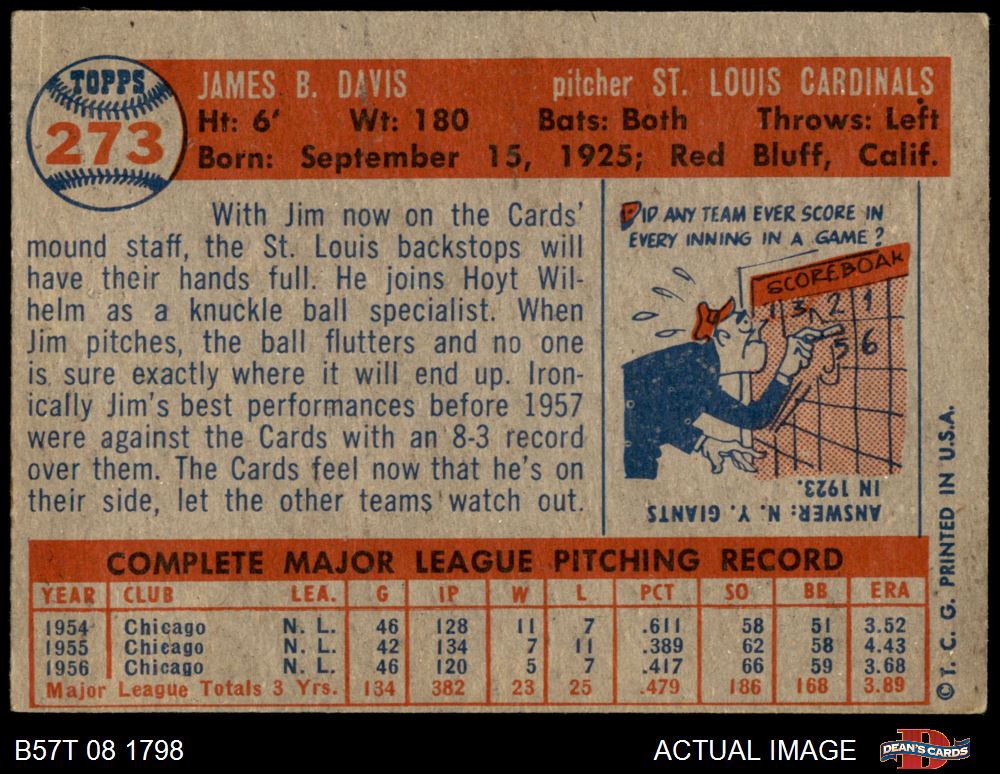 TOPPS
273
JAMES B. DAVIS pitcher ST. LOUIS CARDINALS
Ht: 6' Wt: 180 Bats: Both Throws: Left
Born: September 15, 1925; Red Bluff, Calif.
With Jim now on the Cards'
mound staff, the St. Louis backstops will
have their hands full. He joins Hoyt Wil-
helm as a knuckle ball specialist. When
Jim pitches, the ball flutters and no one
is sure exactly where it will end up. Iron-
ically Jim's best performances before 1957
were against the Cards with an 8-3 record
over them. The Cards feel now that he's on
their side, let the other teams watch out.
DID ANY TEAM EVER SCORE IN
EVERY INNING IN A GAME?
SCOREBOAR
1 3 2 1
5 6
ANSWER: N. Y. GIANTS
IN 1923.
© T. C. G. PRINTED IN U.S.A.
COMPLETE MAJOR LEAGUE PITCHING RECORD
YEAR CLUB LEA. G IP W L PCT SO BB ERA
1954 Chicago N. L. 46 128 11 7 .611 58 51 3.52
1955 Chicago N. L. 42 134 7 11 .389 62 58 4.43
1956 Chicago N. L. 46 120 5 7 .417 66 59 3.68
Major League Totals 3 Yrs. 134 382 23 25 .479 186 168 3.89
B57T 08 1798 ACTUAL IMAGE DEAN'S CARDS